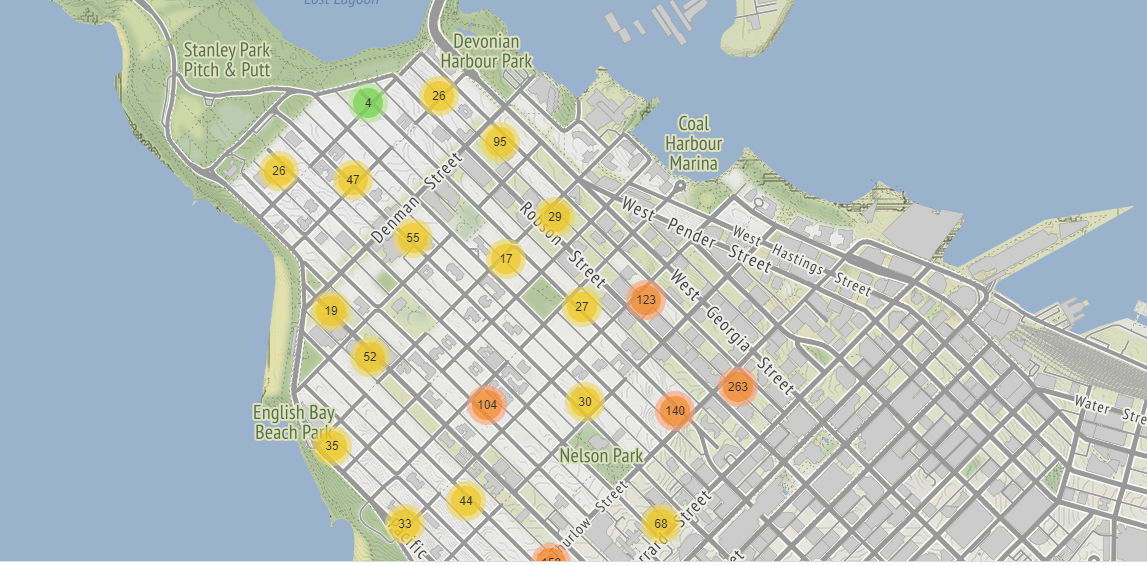 Lost Lagoon
Stanley Park
Pitch & Putt
Devonian
Harbour Park
4
26
95
Coal
Harbour
Marina
26
47
Denman Street
29
Robson Street
West Pender Street
West Hastings Street
55
17
19
27
123
West Georgia Street
52
263
104
30
140
English Bay
Beach Park
35
Water
Nelson Park
44
33
68
Pacific